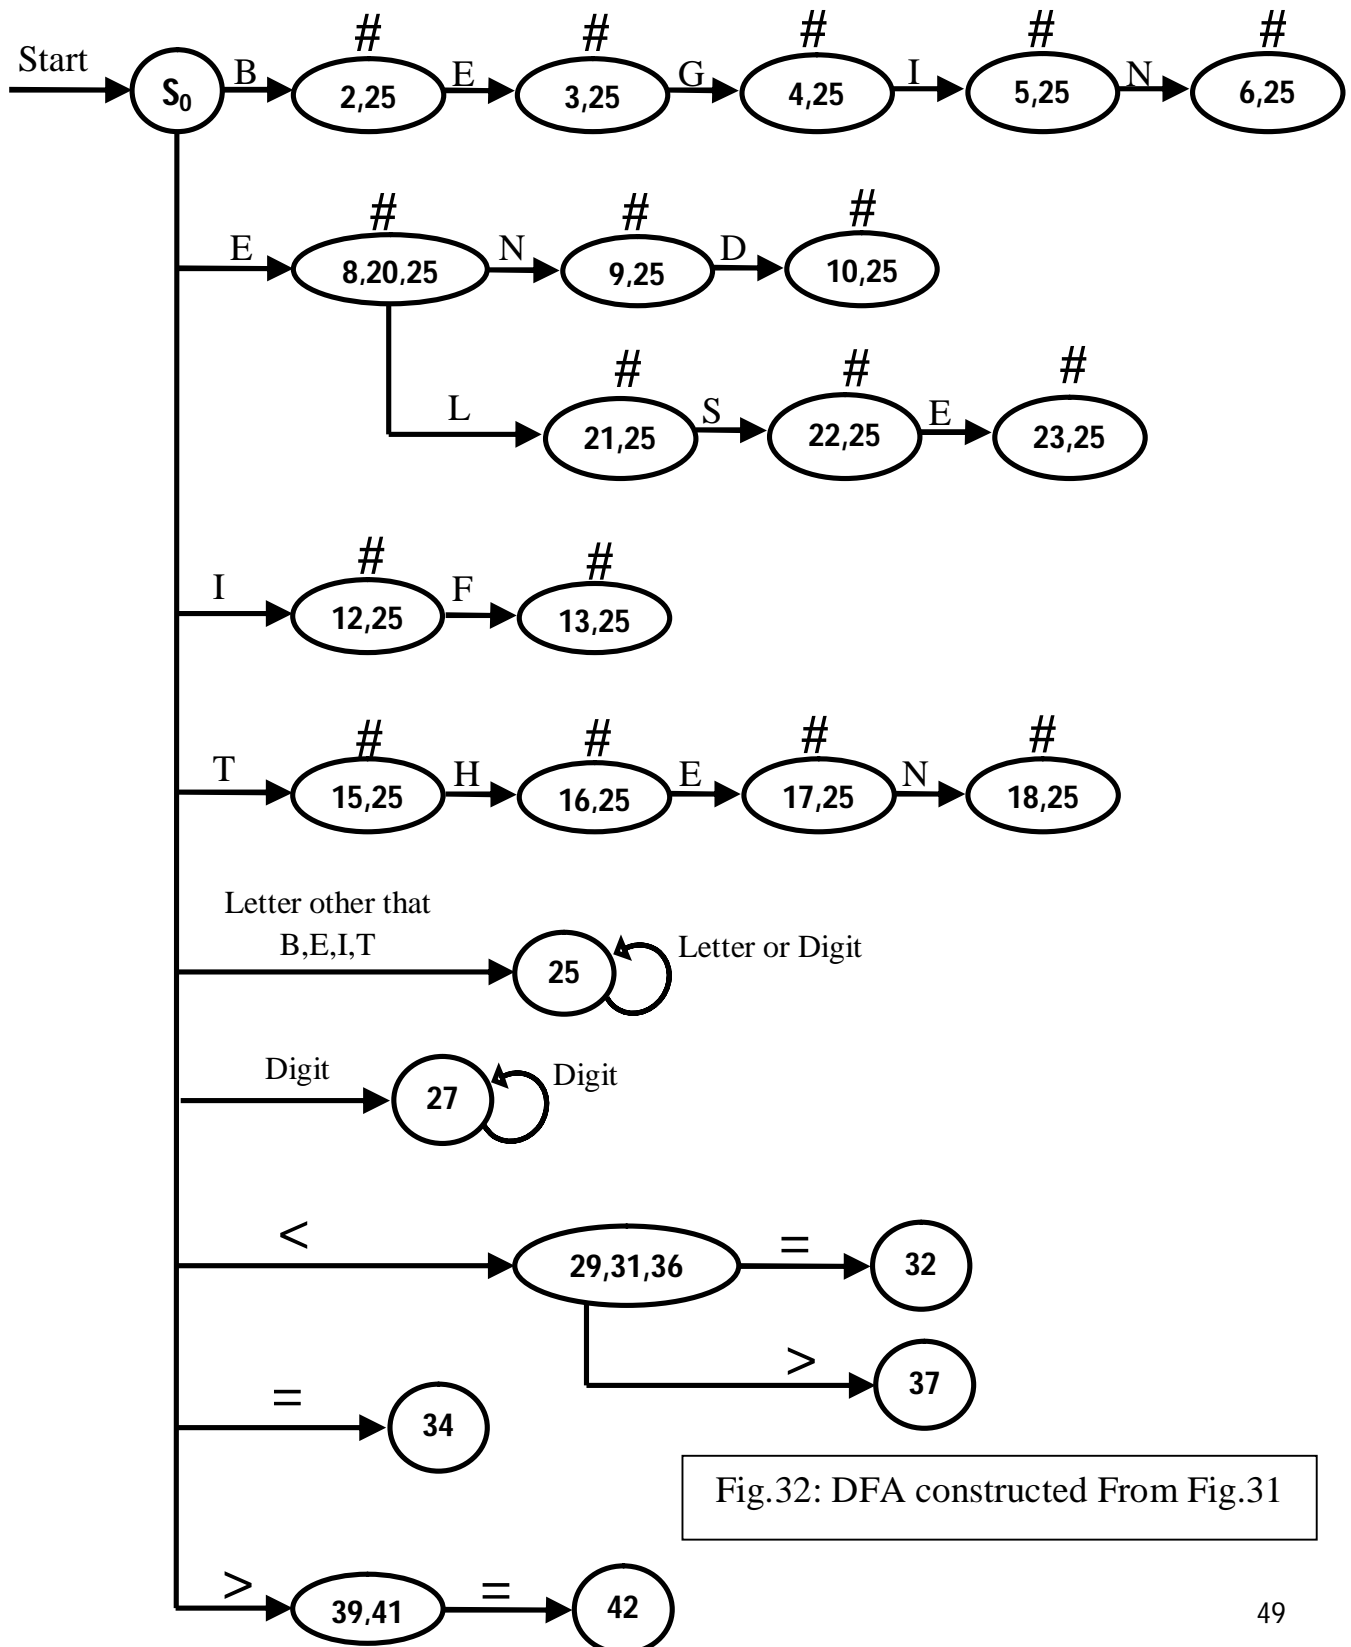 # # # # #
Start S₀ B 2,25 E 3,25 G 4,25 I 5,25 N 6,25
# # #
E 8,20,25 N 9,25 D 10,25
# # #
L 21,25 S 22,25 E 23,25
# #
I 12,25 F 13,25
# # # #
T 15,25 H 16,25 E 17,25 N 18,25
Letter other that
B,E,I,T 25 Letter or Digit
Digit 27 Digit
< 29,31,36 = 32
> 37
= 34
Fig.32: DFA constructed From Fig.31
> 39,41 = 42
49